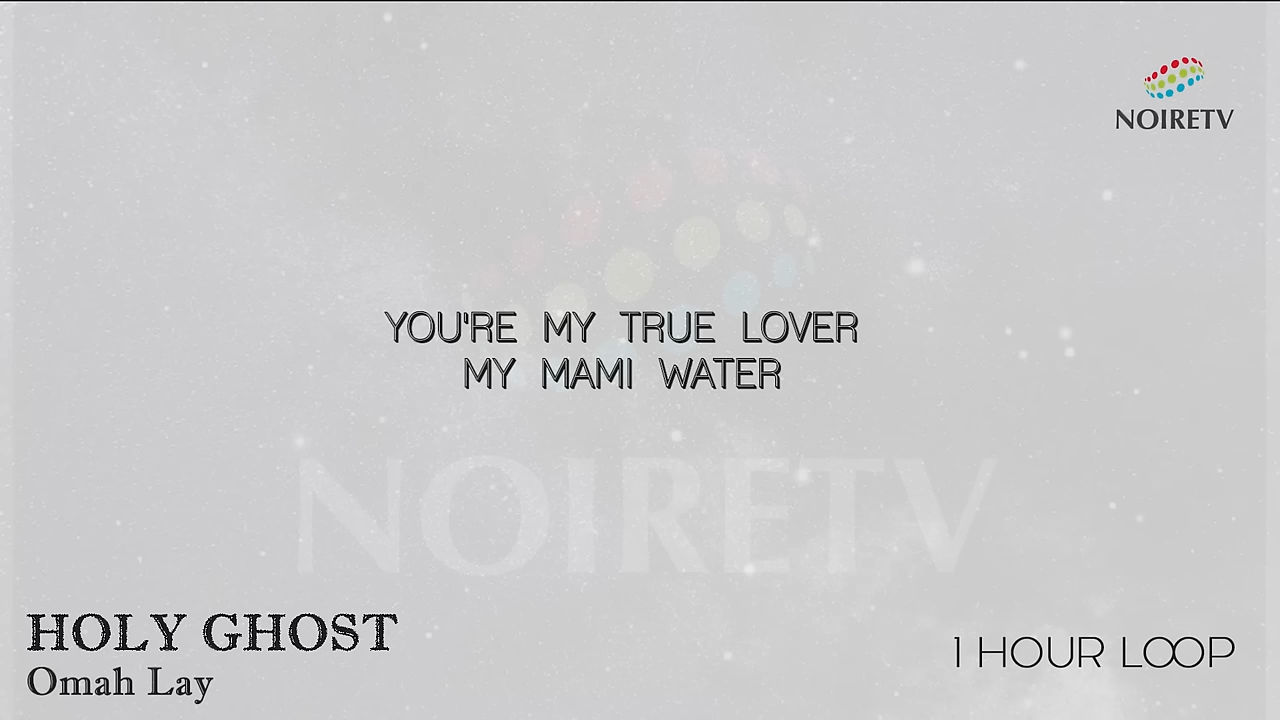 NOIRETV
YOU'RE MY TRUE LOVER
MY MAMI WATER
NOIRETV
HOLY GHOST
Omah Lay
1 HOUR LOOP